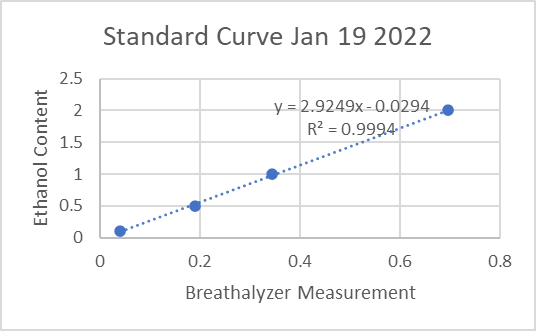 Standard Curve Jan 19 2022
2.5
y = 2.9249x - 0.0294
2
R² = 0.9994
1.5
1
0.5
0
Ethanol Content
0 0.2 0.4 0.6 0.8
Breathalyzer Measurement